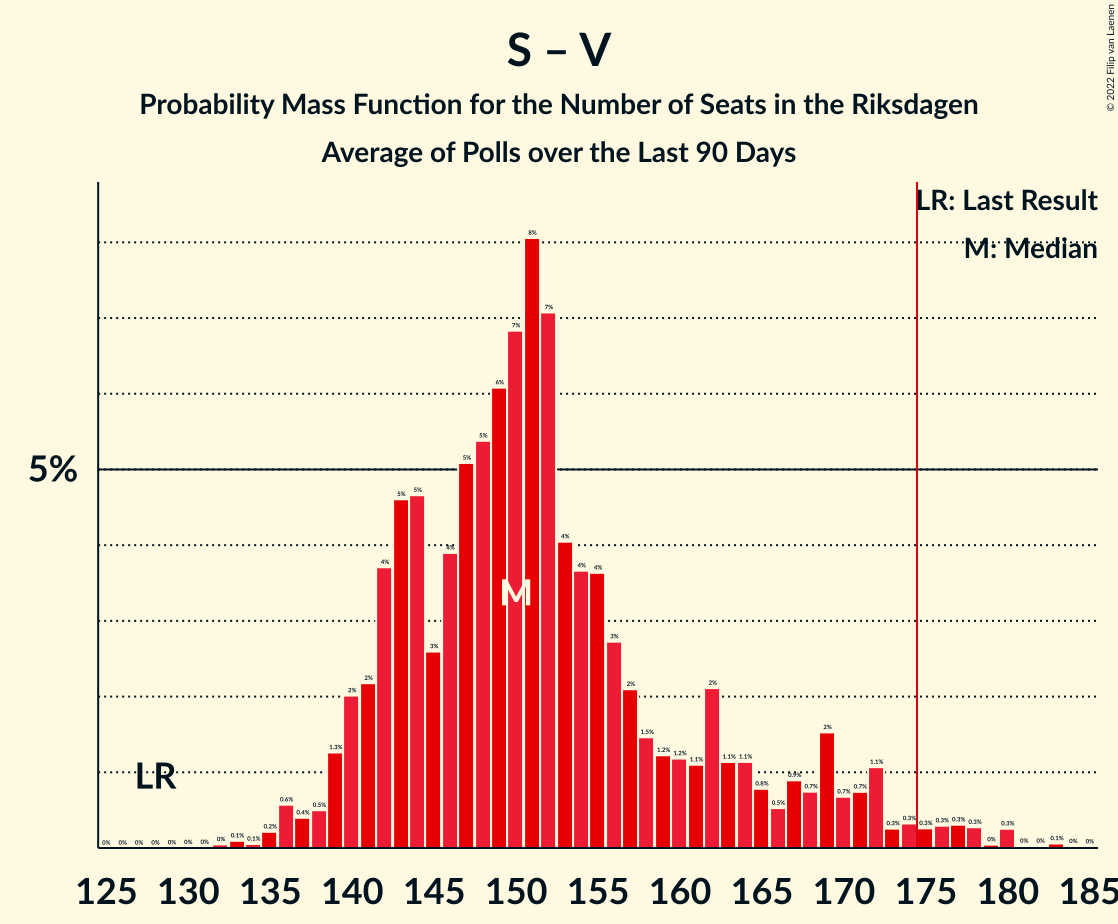 S – V
Probability Mass Function for the Number of Seats in the Riksdagen
Average of Polls over the Last 90 Days
© 2022 Filip van Laenen
LR: Last Result
M: Median
5%
LR
M
0% 0% 0% 0% 0% 0% 0% 0% 0.1% 0.1% 0.2% 0.6% 0.4% 0.5% 1.3% 2% 2% 4% 5% 5% 3% 4% 5% 5% 6% 7% 8% 7% 4% 4% 4% 3% 2% 1.5% 1.2% 1.2% 1.1% 2% 1.1% 1.1% 0.8% 0.5% 0.9% 0.7% 2% 0.7% 0.7% 1.1% 0.3% 0.3% 0.3% 0.3% 0.3% 0.3% 0% 0.3% 0% 0% 0.1% 0% 0%
125 130 135 140 145 150 155 160 165 170 175 180 185